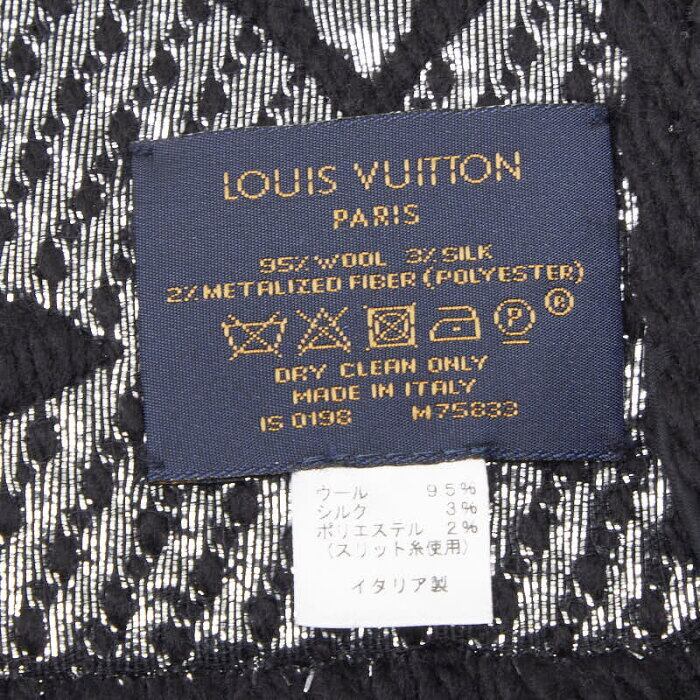 LOUIS VUITTON
PARIS
95% WOOL 3% SILK
2% METALIZED FIBER (POLYESTER)
P ®
DRY CLEAN ONLY
MADE IN ITALY
IS 0198 M75833
ウール 95%
シルク 3%
ポリエステル 2%
(スリット糸使用)
イタリア製